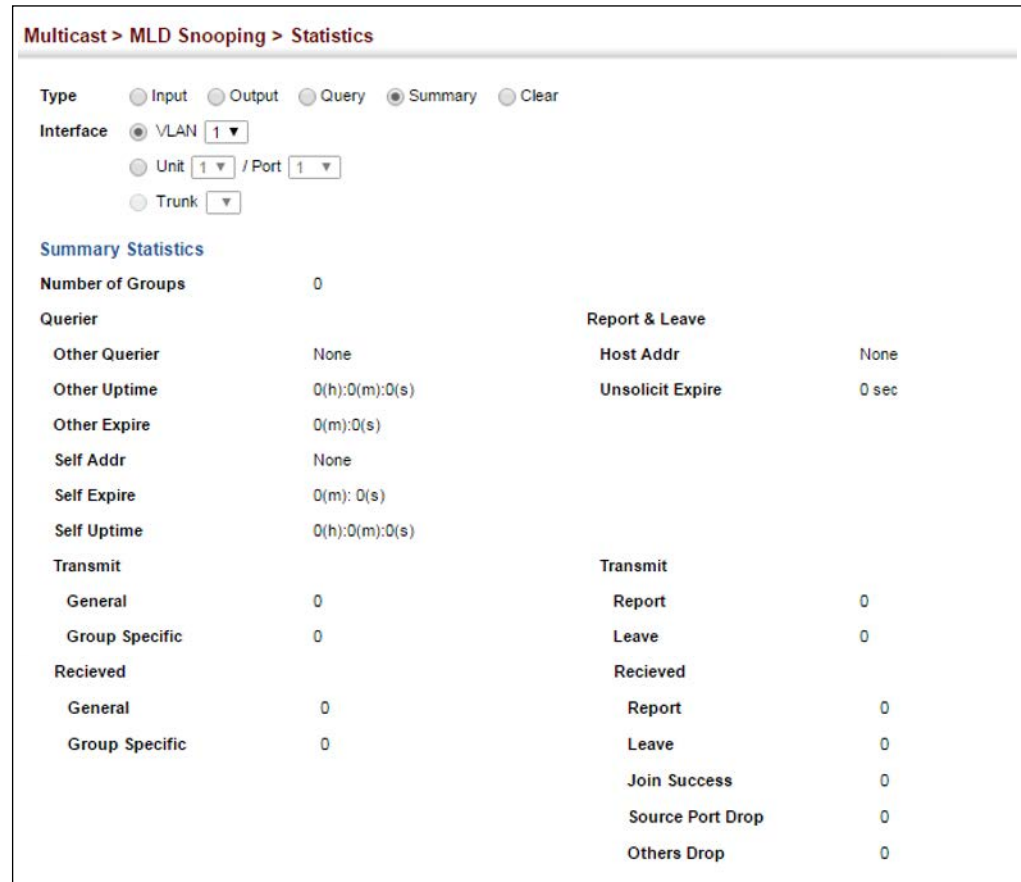 Multicast > MLD Snooping > Statistics
Type Input Output Query Summary Clear
Interface VLAN 1
Unit 1 / Port 1
Trunk
Summary Statistics
Number of Groups 0
Querier Report & Leave
Other Querier None Host Addr None
Other Uptime 0(h):0(m):0(s) Unsolicit Expire 0 sec
Other Expire 0(m):0(s)
Self Addr None
Self Expire 0(m): 0(s)
Self Uptime 0(h):0(m):0(s)
Transmit Transmit
General 0 Report 0
Group Specific 0 Leave 0
Recieved Recieved
General 0 Report 0
Group Specific 0 Leave 0
Join Success 0
Source Port Drop 0
Others Drop 0